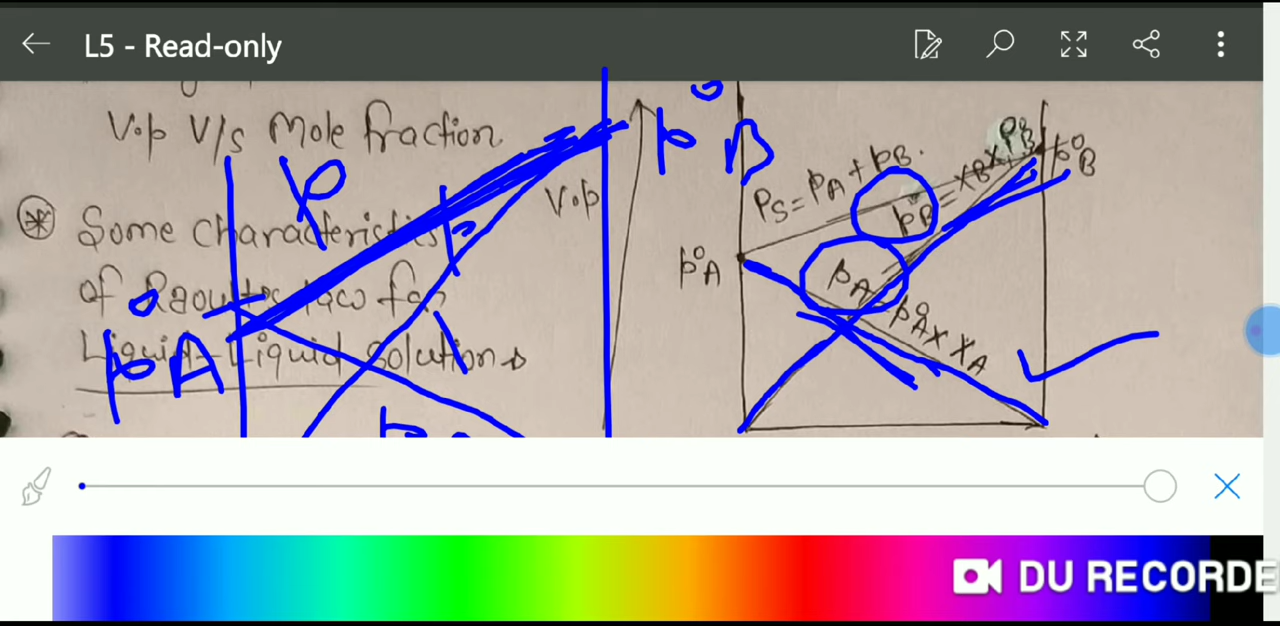 L5 - Read-only
V.p V/s Mole fraction
Some characteristics
of Raoult's law for
Liquid-Liquid solutions
P
PA
P B
V.p
Ps = pA + pB.
pB = xB x P°B
p°B
p°A
pA = p°A x xA
DU RECORDE